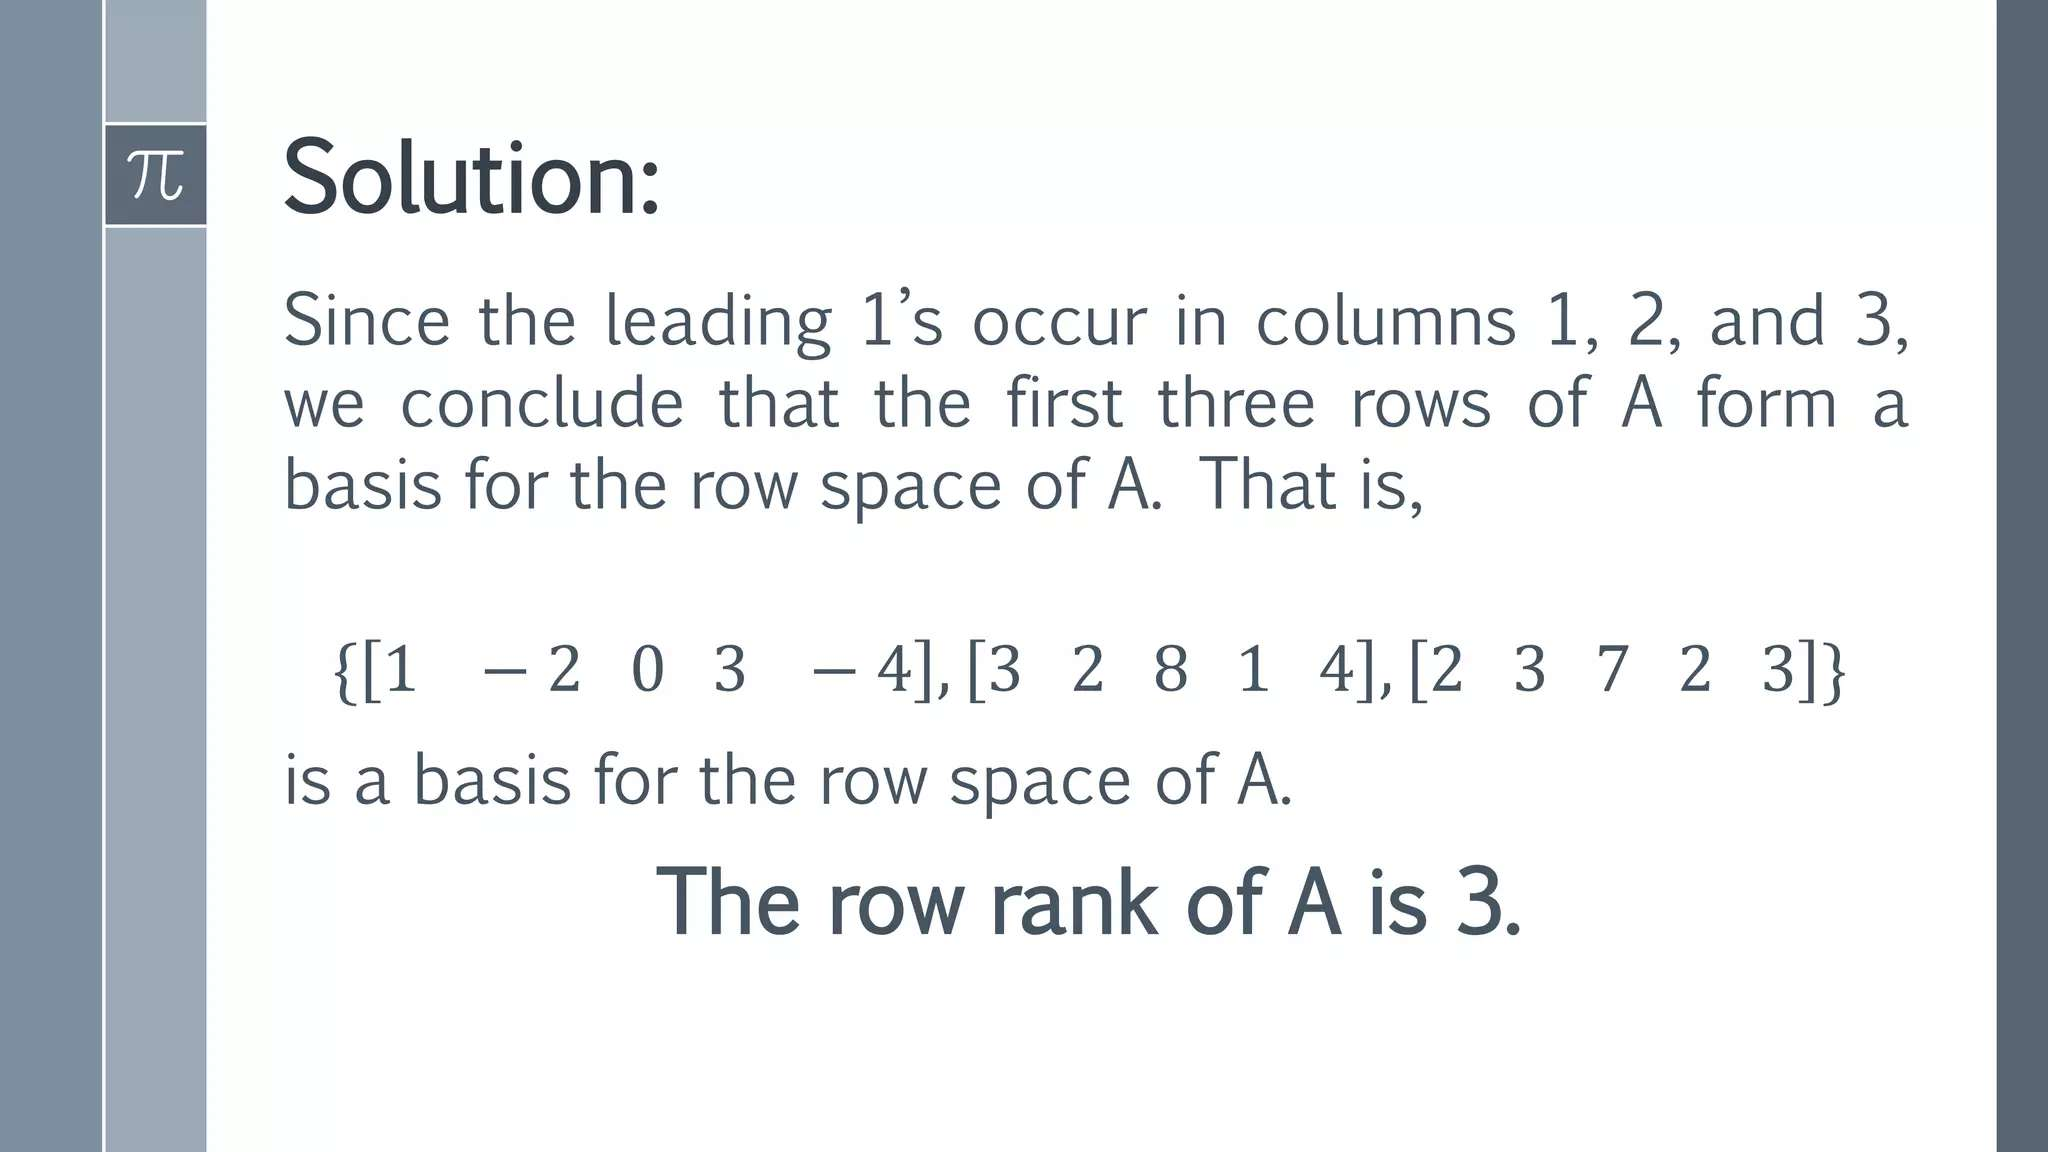 π
Solution:
Since the leading 1’s occur in columns 1, 2, and 3,
we conclude that the first three rows of A form a
basis for the row space of A. That is,
{[1 − 2 0 3 − 4], [3 2 8 1 4], [2 3 7 2 3]}
is a basis for the row space of A.
The row rank of A is 3.